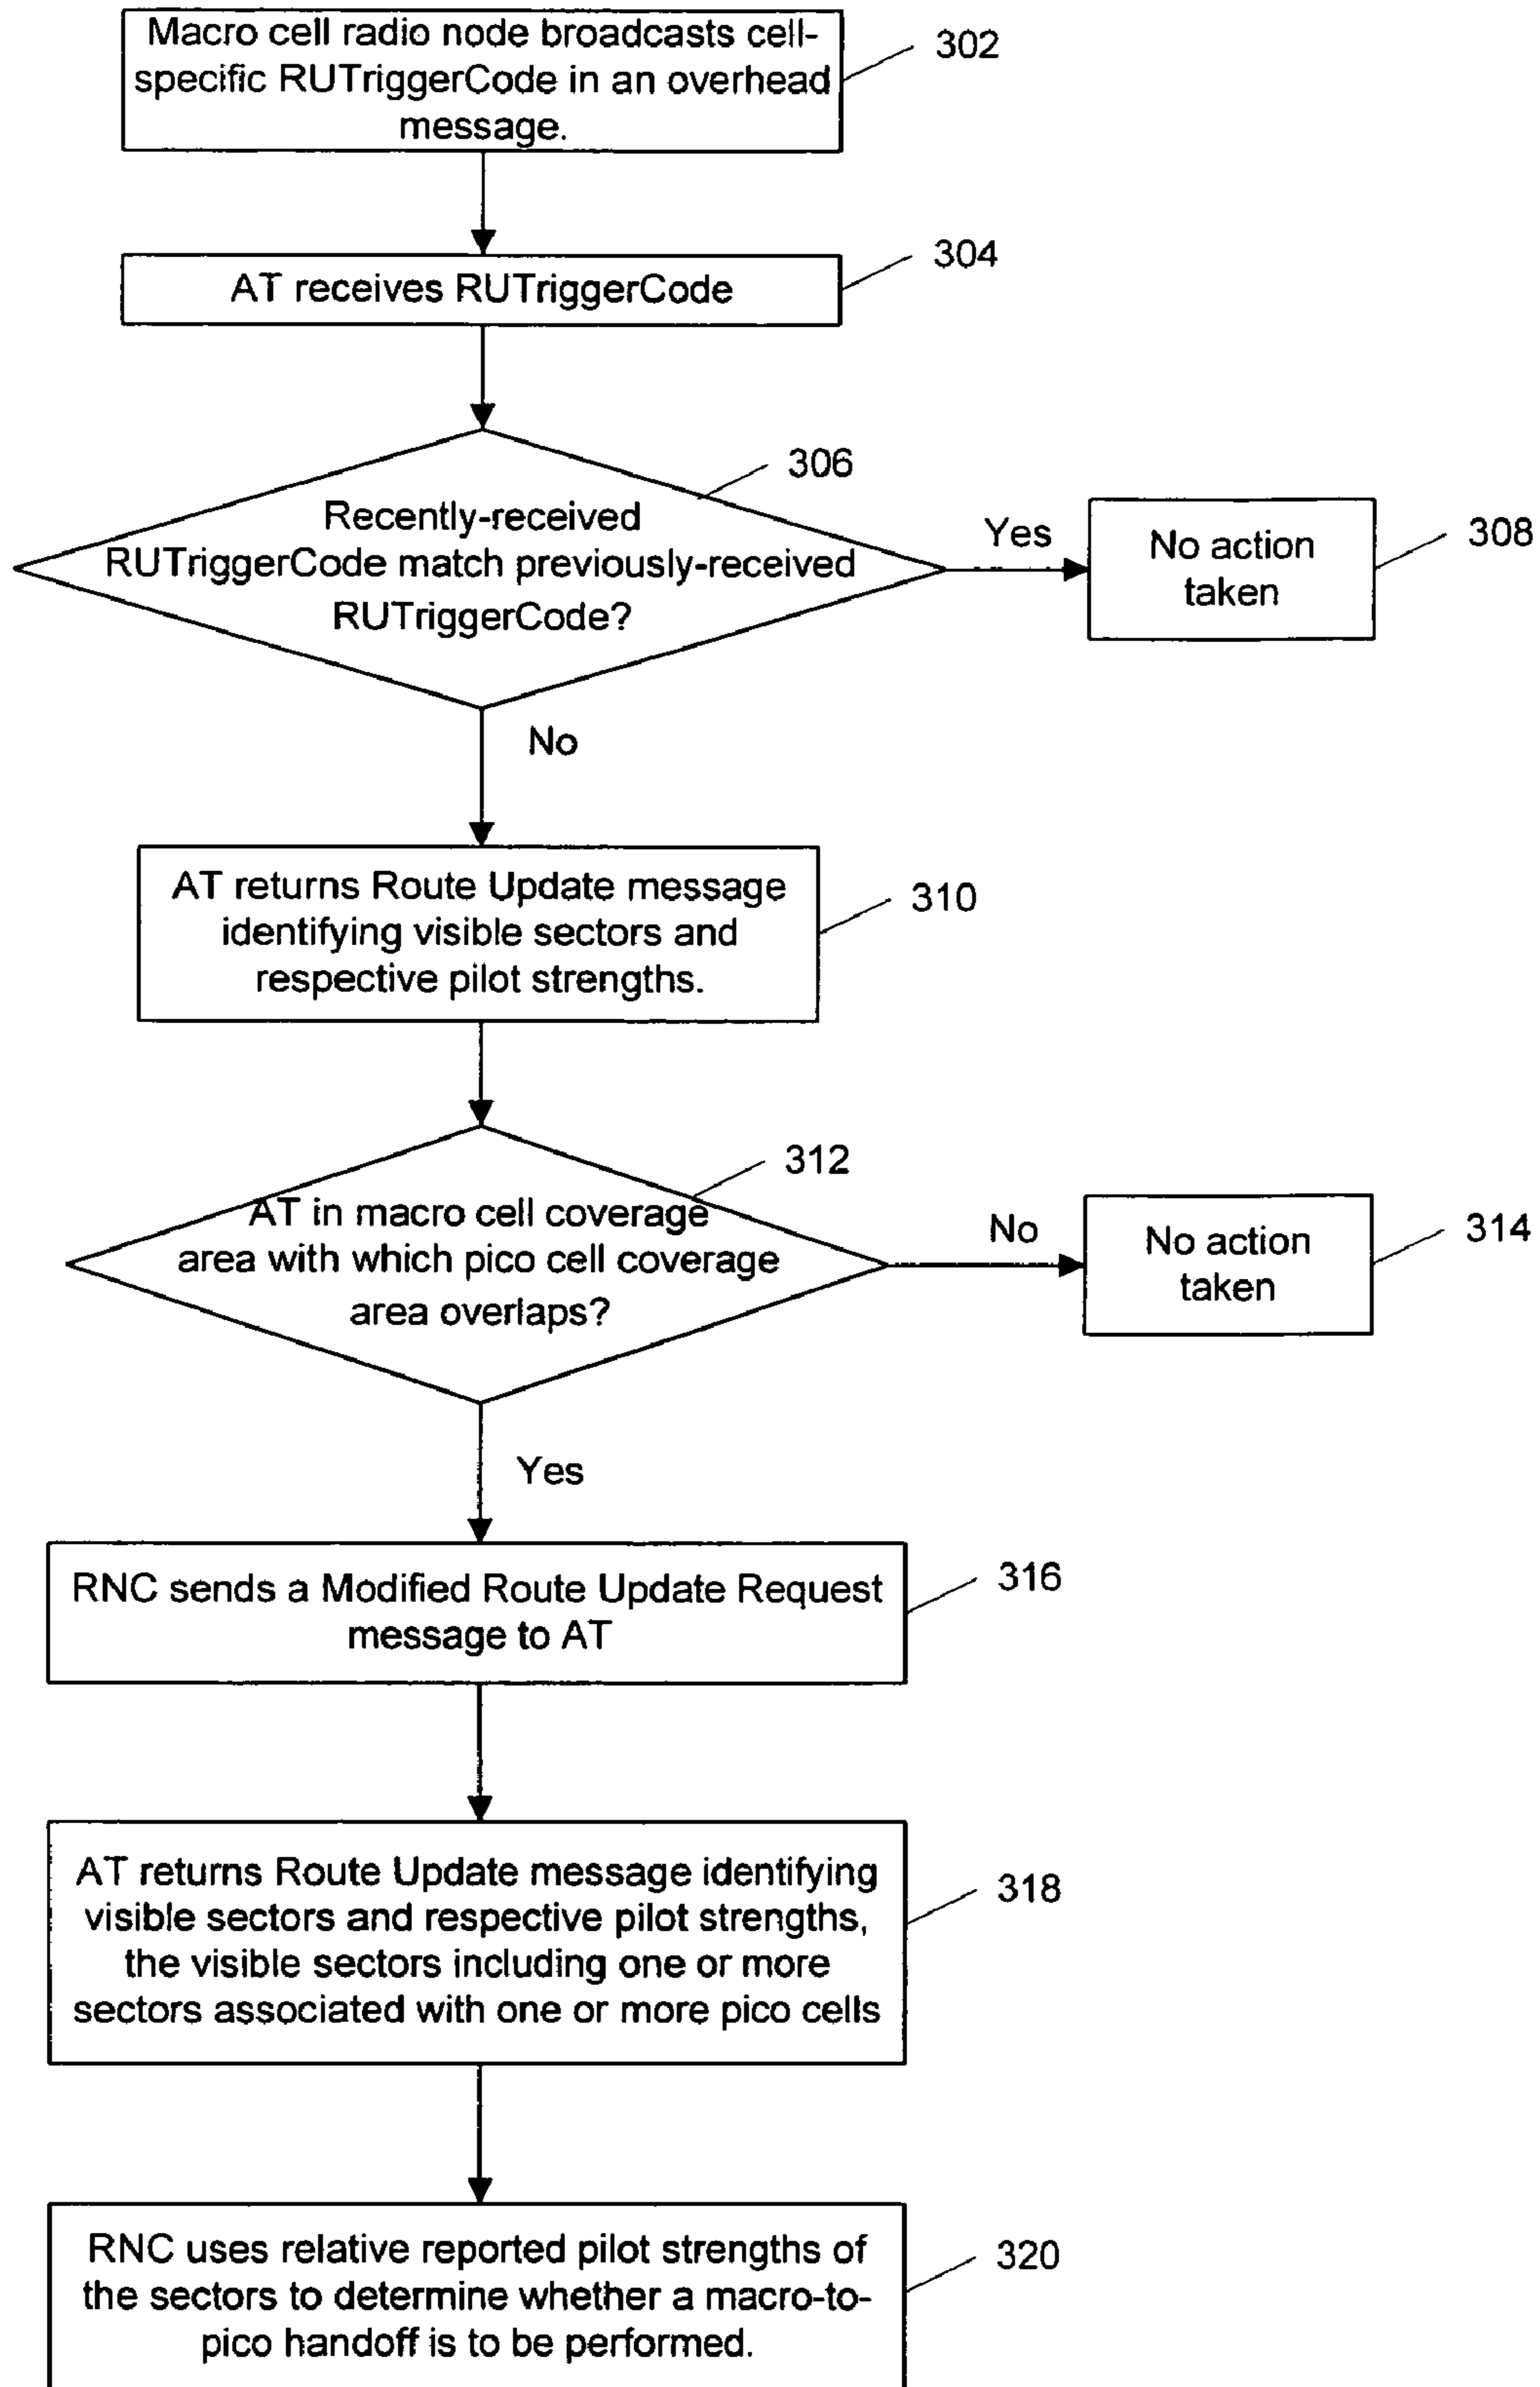 Macro cell radio node broadcasts cell-
specific RUTriggerCode in an overhead
message.
302
AT receives RUTriggerCode
304
306
Recently-received
RUTriggerCode match previously-received
RUTriggerCode?
Yes
No action
taken
308
No
AT returns Route Update message
identifying visible sectors and
respective pilot strengths.
310
312
AT in macro cell coverage
area with which pico cell coverage
area overlaps?
No
No action
taken
314
Yes
RNC sends a Modified Route Update Request
message to AT
316
AT returns Route Update message identifying
visible sectors and respective pilot strengths,
the visible sectors including one or more
sectors associated with one or more pico cells
318
RNC uses relative reported pilot strengths of
the sectors to determine whether a macro-to-
pico handoff is to be performed.
320